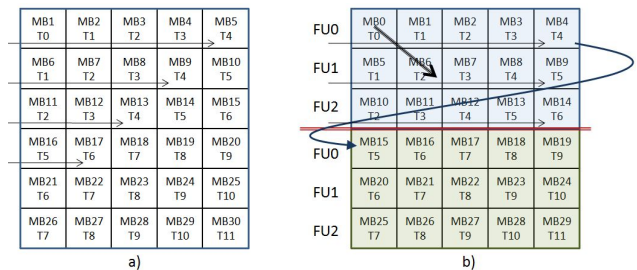 MB1 MB2 MB3 MB4 MB5
T0 T1 T2 T3 T4
MB6 MB7 MB8 MB9 MB10
T1 T2 T3 T4 T5
MB11 MB12 MB13 MB14 MB15
T2 T3 T4 T5 T6
MB16 MB17 MB18 MB19 MB20
T5 T6 T7 T8 T9
MB21 MB22 MB23 MB24 MB25
T6 T7 T8 T9 T10
MB26 MB27 MB28 MB29 MB30
T7 T8 T9 T10 T11
a)
FU0 MB0 MB1 MB2 MB3 MB4
T0 T1 T2 T3 T4
FU1 MB5 MB6 MB7 MB8 MB9
T1 T2 T3 T4 T5
FU2 MB10 MB11 MB12 MB13 MB14
T2 T3 T4 T5 T6
FU0 MB15 MB16 MB17 MB18 MB19
T5 T6 T7 T8 T9
FU1 MB20 MB21 MB22 MB23 MB24
T6 T7 T8 T9 T10
FU2 MB25 MB26 MB27 MB28 MB29
T7 T8 T9 T10 T11
b)